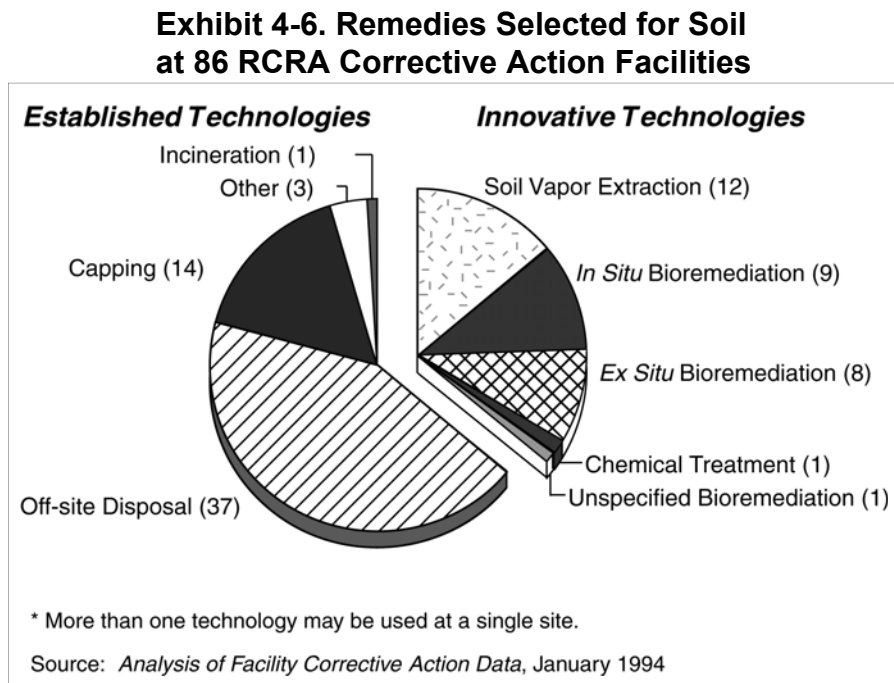 Exhibit 4-6. Remedies Selected for Soil
at 86 RCRA Corrective Action Facilities
Established Technologies
Incineration (1)
Other (3)
Capping (14)
Off-site Disposal (37)
Innovative Technologies
Soil Vapor Extraction (12)
In Situ Bioremediation (9)
Ex Situ Bioremediation (8)
Chemical Treatment (1)
Unspecified Bioremediation (1)
* More than one technology may be used at a single site.
Source: Analysis of Facility Corrective Action Data, January 1994